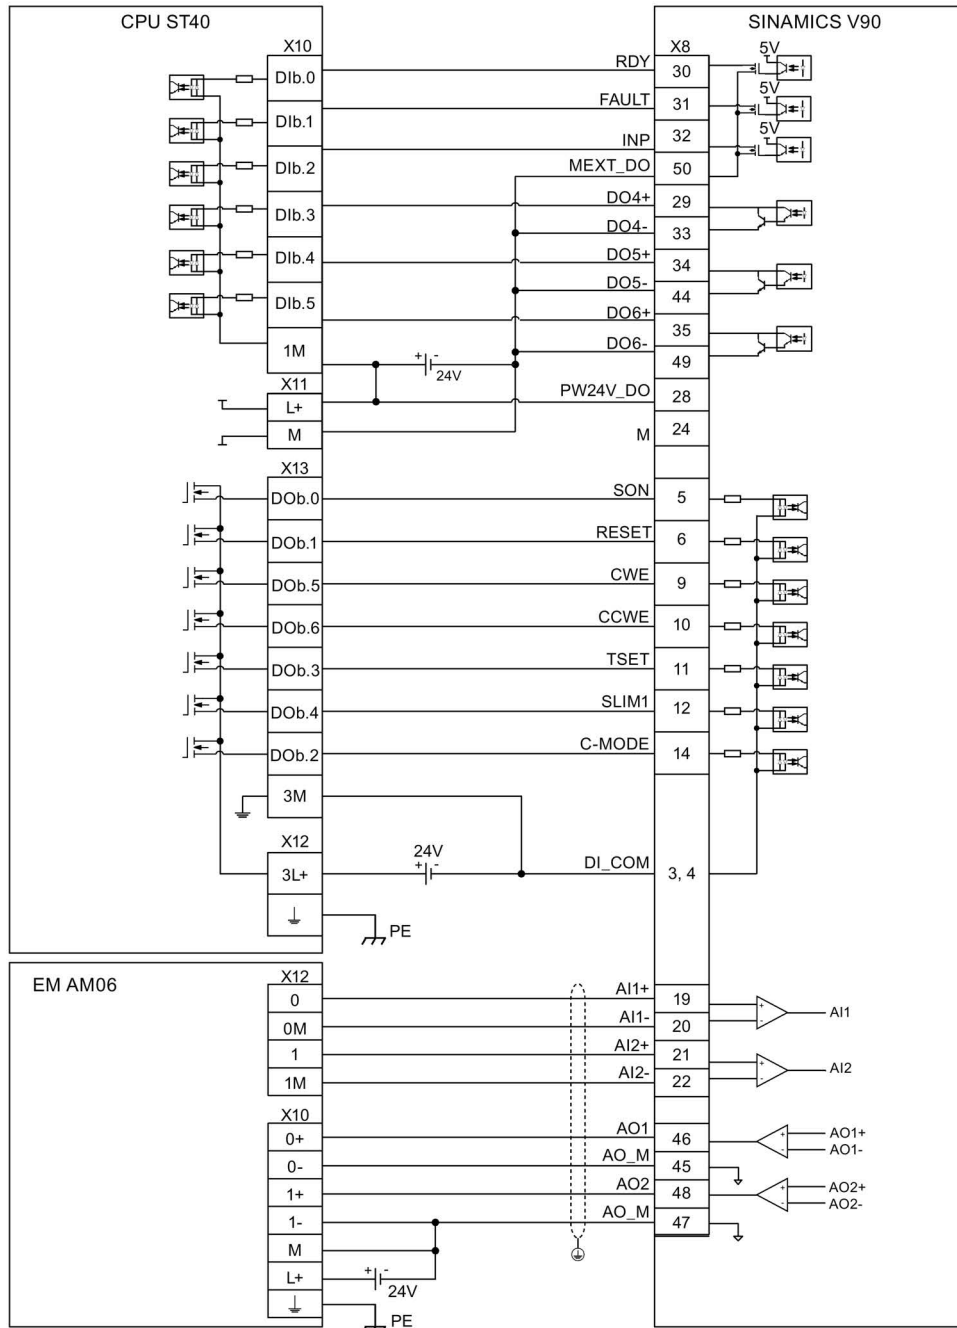 CPU ST40
SINAMICS V90
X10
X8
DIb.0
RDY
30
5V
DIb.1
FAULT
31
5V
INP
32
5V
DIb.2
MEXT_DO
50
DIb.3
DO4+
29
DO4-
33
DIb.4
DO5+
34
DIb.5
DO5-
44
DO6+
35
1M
DO6-
49
+ -
24V
X11
L+
PW24V_DO
28
M
M
24
X13
DOb.0
SON
5
DOb.1
RESET
6
DOb.5
CWE
9
DOb.6
CCWE
10
DOb.3
TSET
11
DOb.4
SLIM1
12
DOb.2
C-MODE
14
3M
X12
24V
+ -
3L+
DI_COM
3, 4
PE
EM AM06
X12
0
AI1+
19
+
-
AI1
0M
AI1-
20
1
AI2+
21
+
-
AI2
1M
AI2-
22
X10
0+
AO1
46
+
-
AO1+
AO1-
0-
AO_M
45
1+
AO2
48
+
-
AO2+
AO2-
1-
AO_M
47
M
L+
+ -
24V
PE